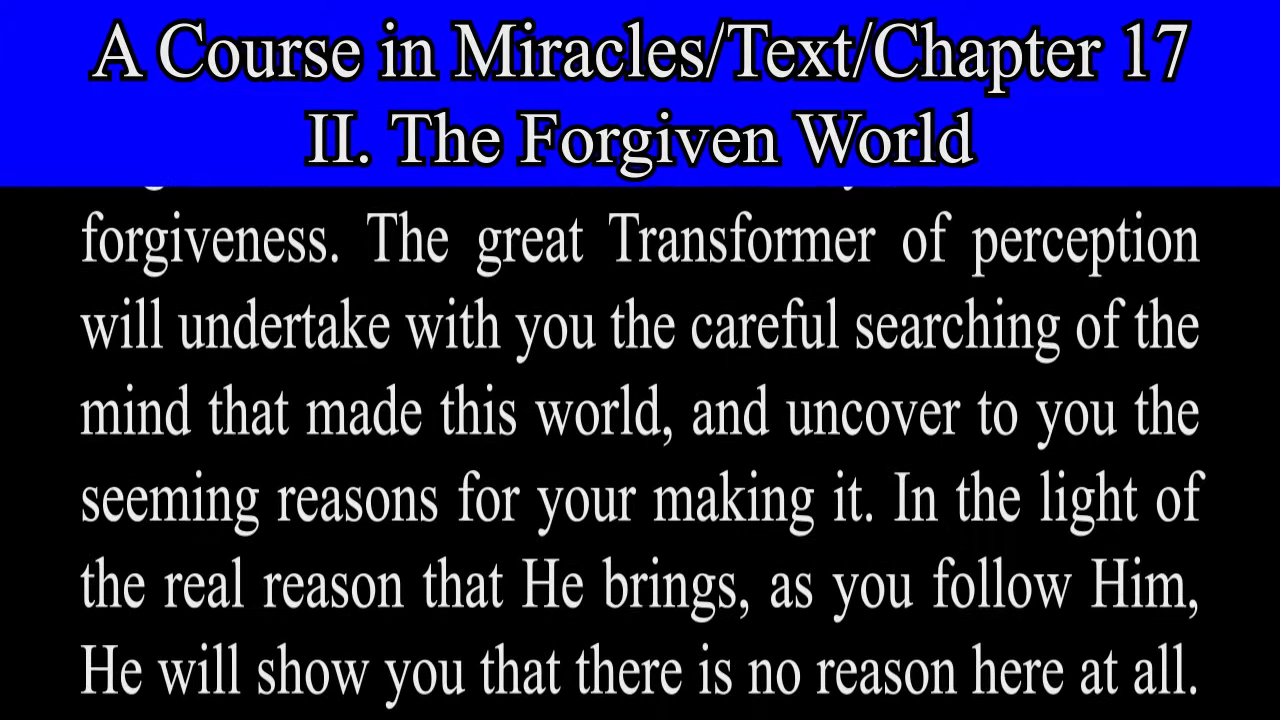 A Course in Miracles/Text/Chapter 17
II. The Forgiven World
forgiveness. The great Transformer of perception
will undertake with you the careful searching of the
mind that made this world, and uncover to you the
seeming reasons for your making it. In the light of
the real reason that He brings, as you follow Him,
He will show you that there is no reason here at all.